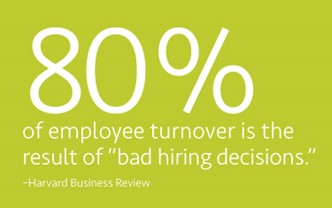 80%
of employee turnover is the
result of “bad hiring decisions.”
–Harvard Business Review